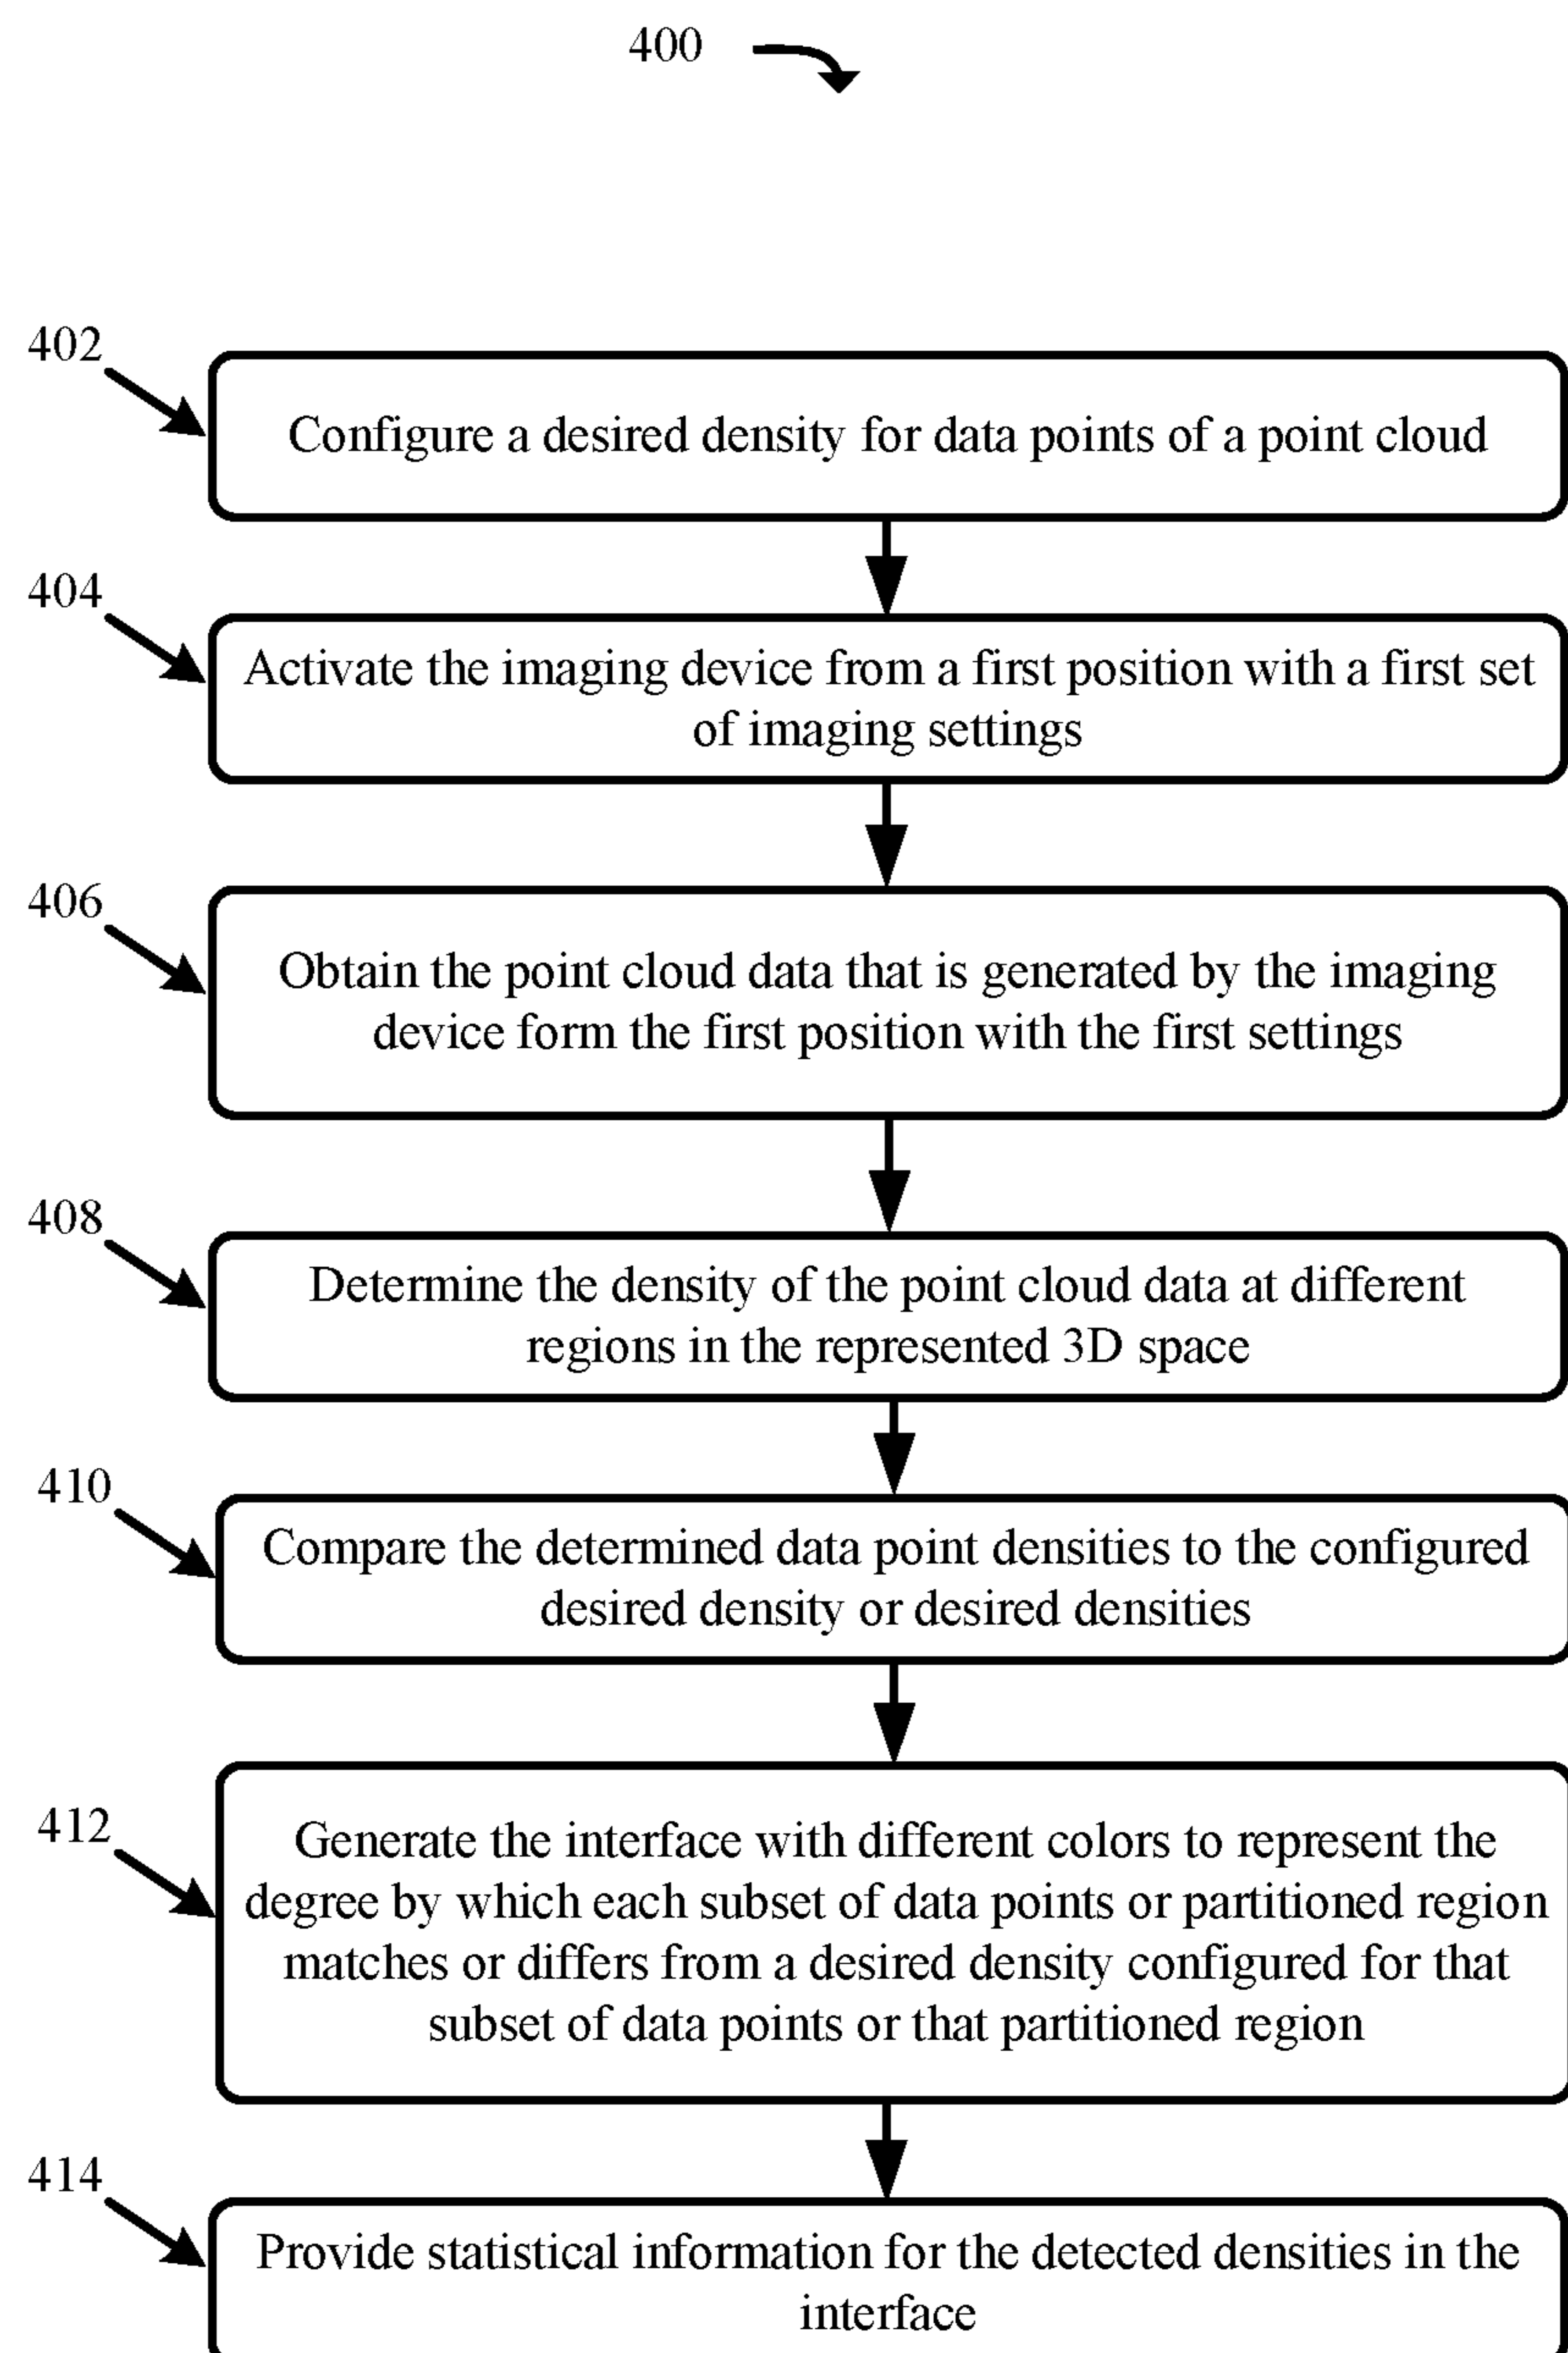 400
402
Configure a desired density for data points of a point cloud
404
Activate the imaging device from a first position with a first set
of imaging settings
406
Obtain the point cloud data that is generated by the imaging
device form the first position with the first settings
408
Determine the density of the point cloud data at different
regions in the represented 3D space
410
Compare the determined data point densities to the configured
desired density or desired densities
412
Generate the interface with different colors to represent the
degree by which each subset of data points or partitioned region
matches or differs from a desired density configured for that
subset of data points or that partitioned region
414
Provide statistical information for the detected densities in the
interface